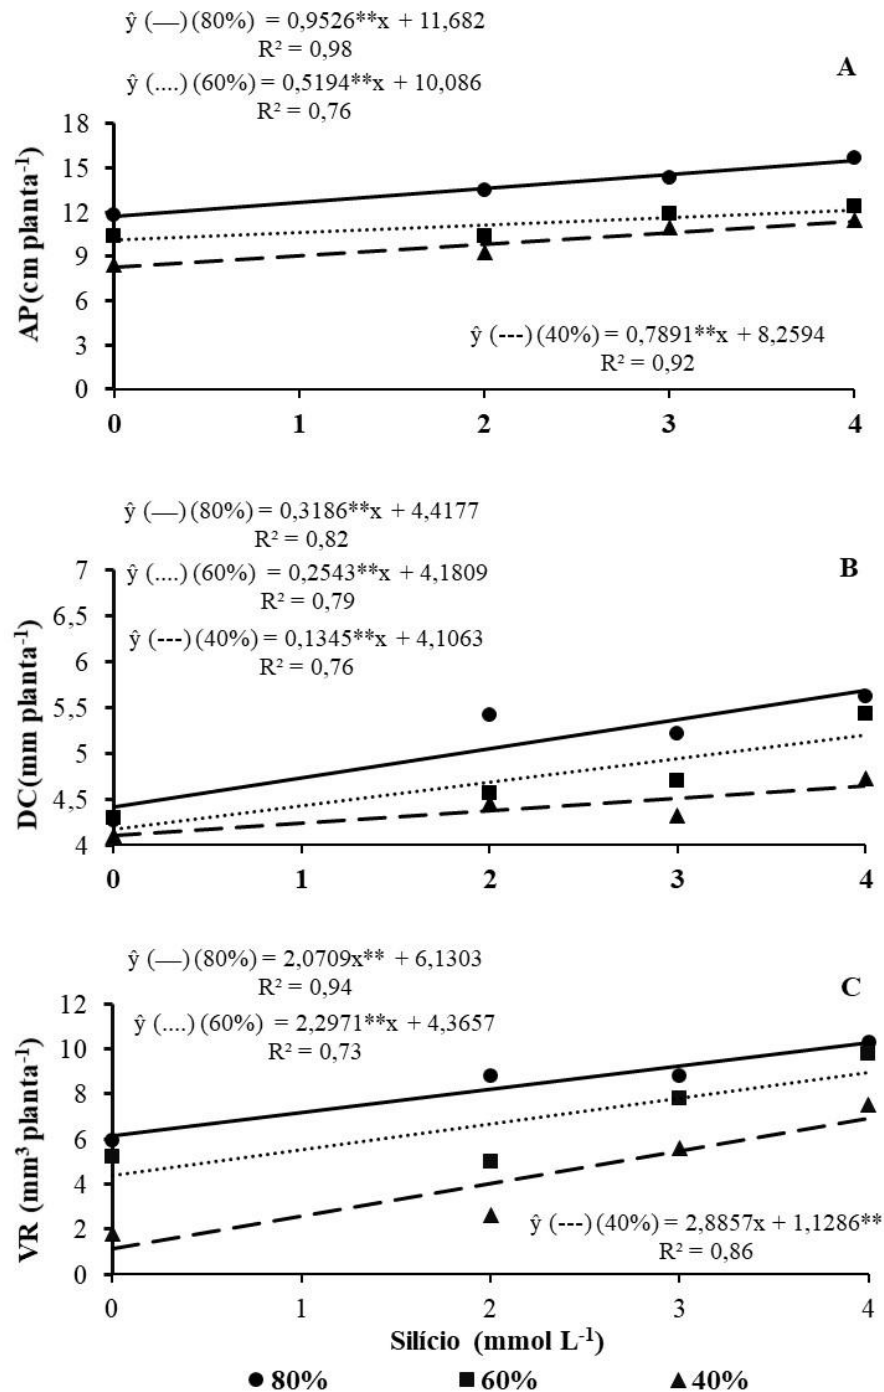 ŷ (—) (80%) = 0,9526**x + 11,682
R² = 0,98
ŷ (....) (60%) = 0,5194**x + 10,086
R² = 0,76
A
18
15
12
9
6
3
0
AP(cm planta⁻¹)
ŷ (---) (40%) = 0,7891**x + 8,2594
R² = 0,92
0 1 2 3 4
ŷ (—) (80%) = 0,3186**x + 4,4177
R² = 0,82
ŷ (....) (60%) = 0,2543**x + 4,1809
R² = 0,79
ŷ (---) (40%) = 0,1345**x + 4,1063
R² = 0,76
B
7
6,5
6
5,5
5
4,5
4
DC(mm planta⁻¹)
0 1 2 3 4
ŷ (—) (80%) = 2,0709x** + 6,1303
R² = 0,94
ŷ (....) (60%) = 2,2971**x + 4,3657
R² = 0,73
C
12
10
8
6
4
2
0
VR (mm³ planta⁻¹)
ŷ (---) (40%) = 2,8857x + 1,1286**
R² = 0,86
0 1 2 3 4
Silício (mmol L⁻¹)
80% 60% 40%